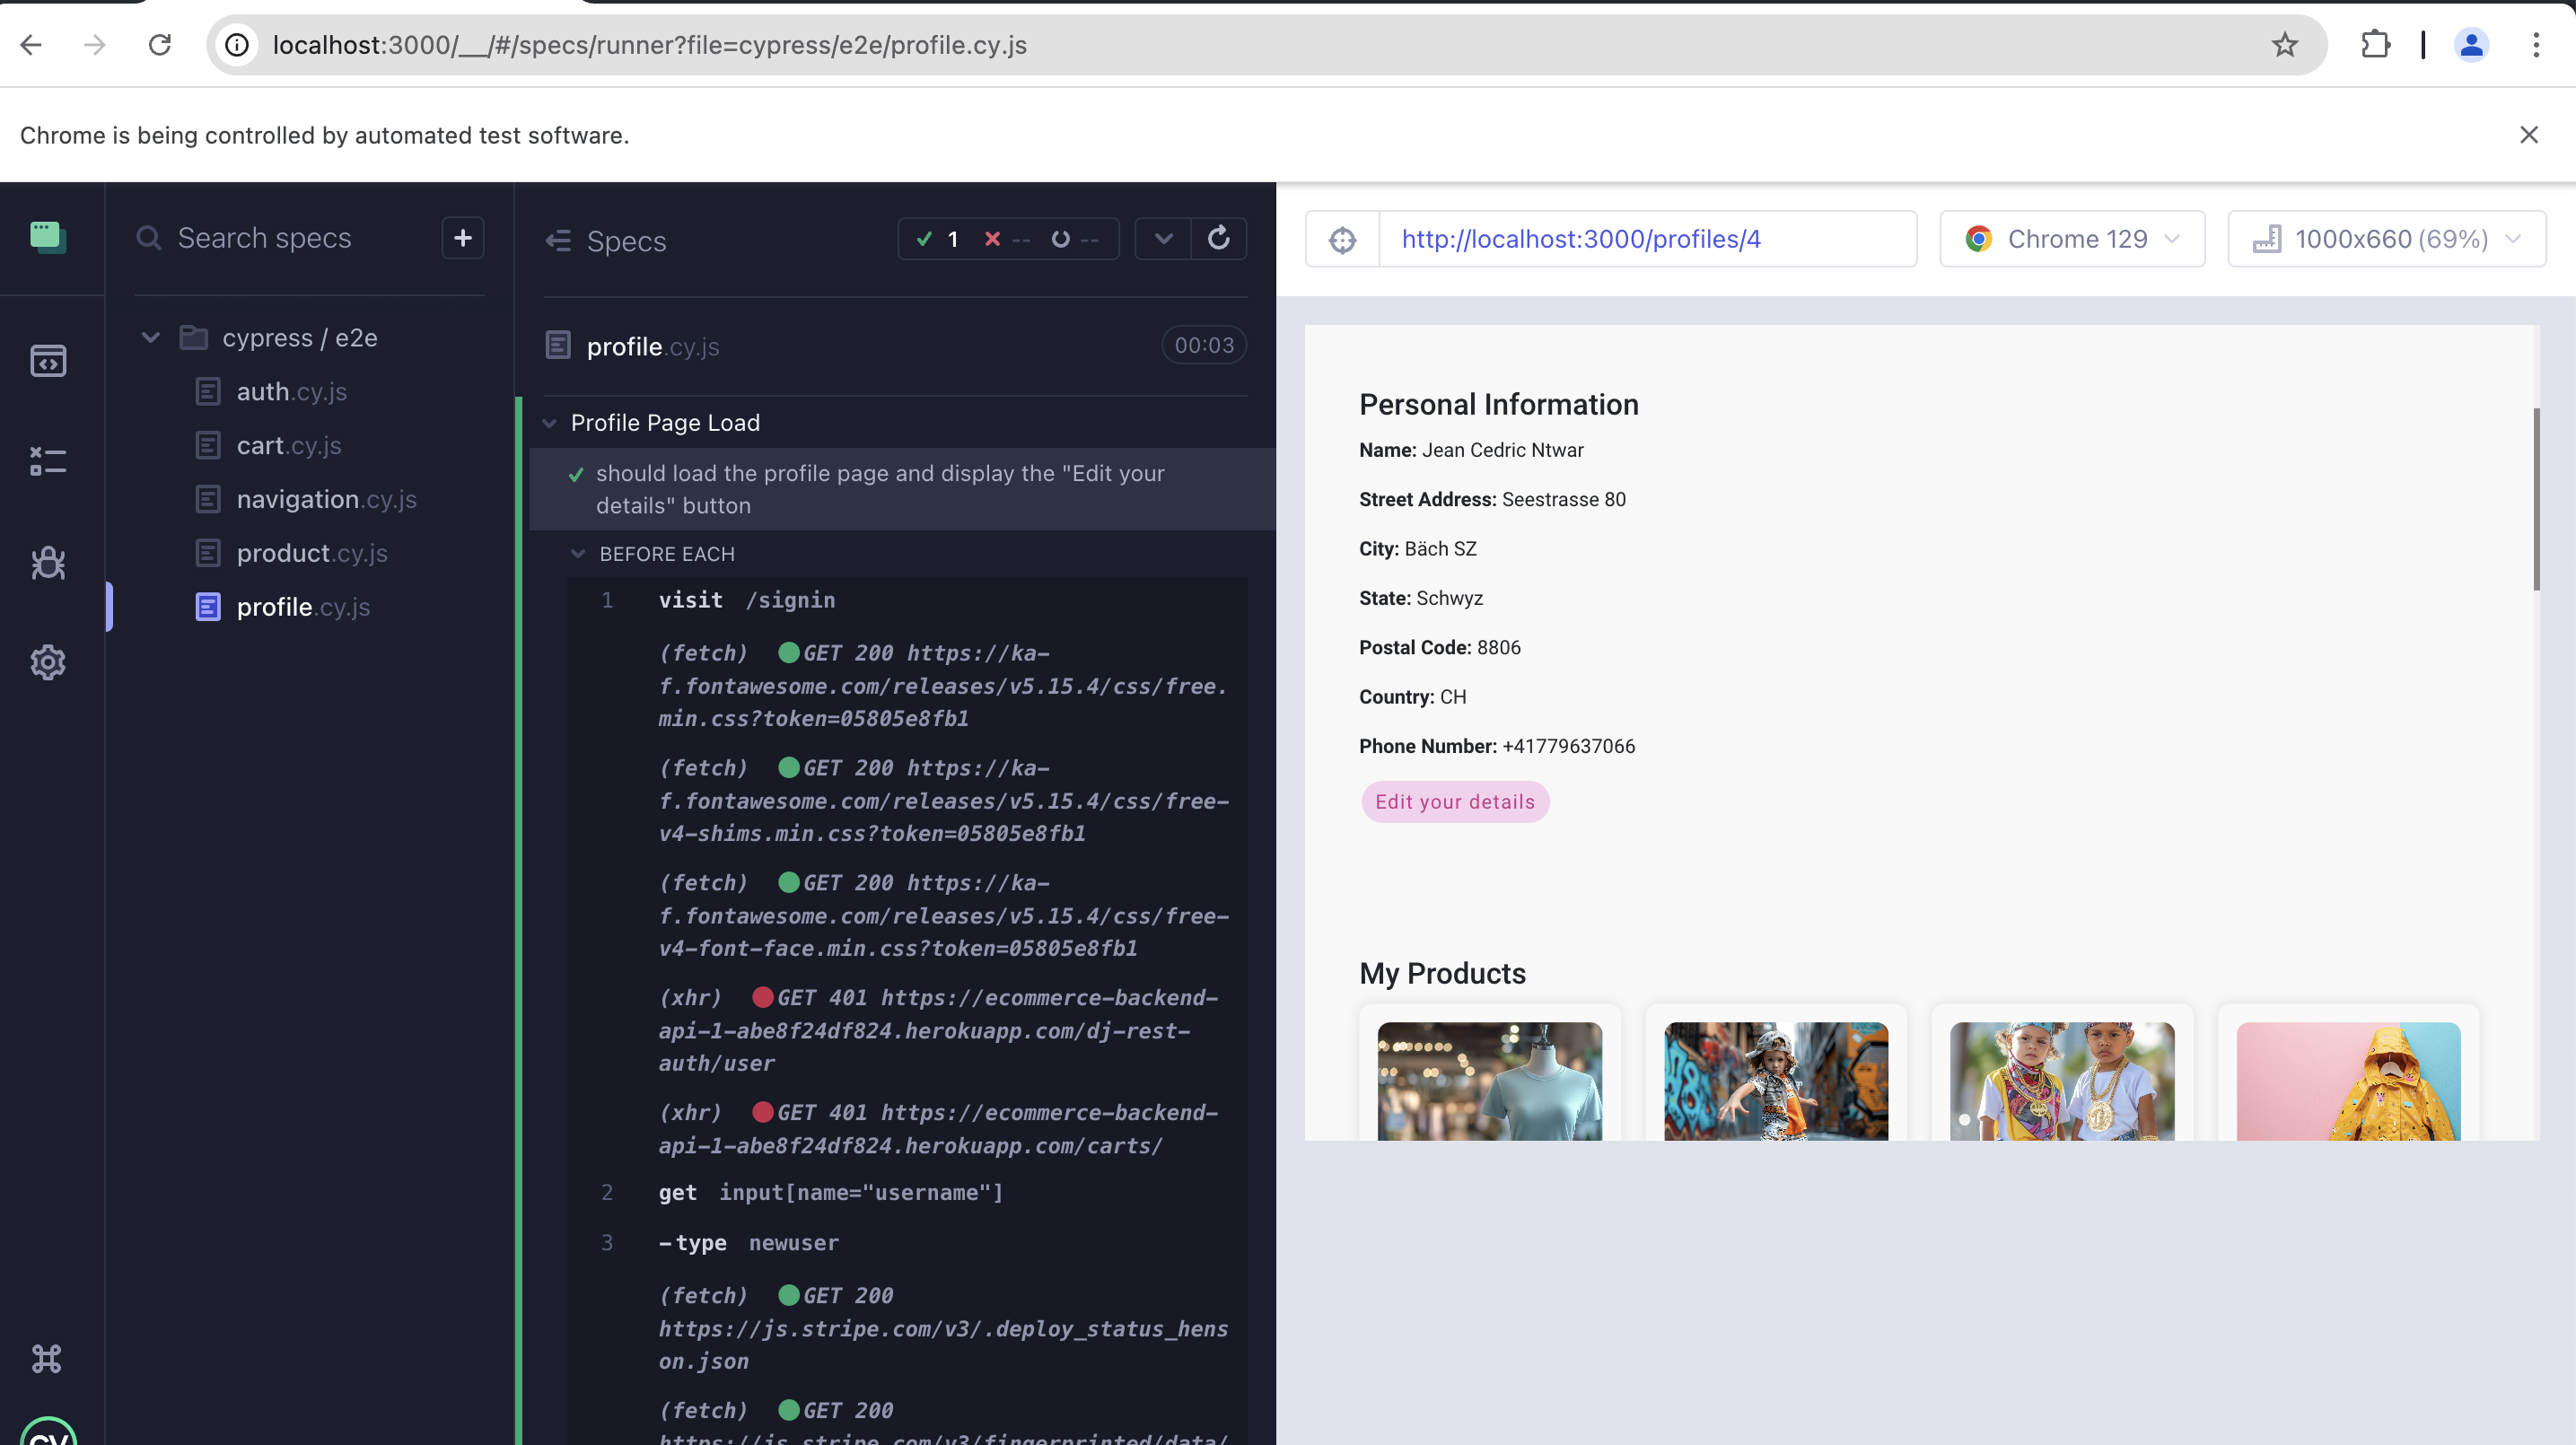 localhost:3000/__/#/specs/runner?file=cypress/e2e/profile.cy.js
Chrome is being controlled by automated test software.
Search specs
cypress / e2e
auth.cy.js
cart.cy.js
navigation.cy.js
product.cy.js
profile.cy.js
Specs
1 -- --
profile.cy.js 00:03
Profile Page Load
should load the profile page and display the "Edit your
details" button
BEFORE EACH
1 visit /signin
(fetch) GET 200 https://ka-
f.fontawesome.com/releases/v5.15.4/css/free.
min.css?token=05805e8fb1
(fetch) GET 200 https://ka-
f.fontawesome.com/releases/v5.15.4/css/free-
v4-shims.min.css?token=05805e8fb1
(fetch) GET 200 https://ka-
f.fontawesome.com/releases/v5.15.4/css/free-
v4-font-face.min.css?token=05805e8fb1
(xhr) GET 401 https://ecommerce-backend-
api-1-abe8f24df824.herokuapp.com/dj-rest-
auth/user
(xhr) GET 401 https://ecommerce-backend-
api-1-abe8f24df824.herokuapp.com/carts/
2 get input[name="username"]
3 -type newuser
(fetch) GET 200
https://js.stripe.com/v3/.deploy_status_hens
on.json
(fetch) GET 200
https://js.stripe.com/v3/fingerprinted/data/
http://localhost:3000/profiles/4
Chrome 129
1000x660 (69%)
Personal Information
Name: Jean Cedric Ntwar
Street Address: Seestrasse 80
City: Bäch SZ
State: Schwyz
Postal Code: 8806
Country: CH
Phone Number: +41779637066
Edit your details
My Products
cy